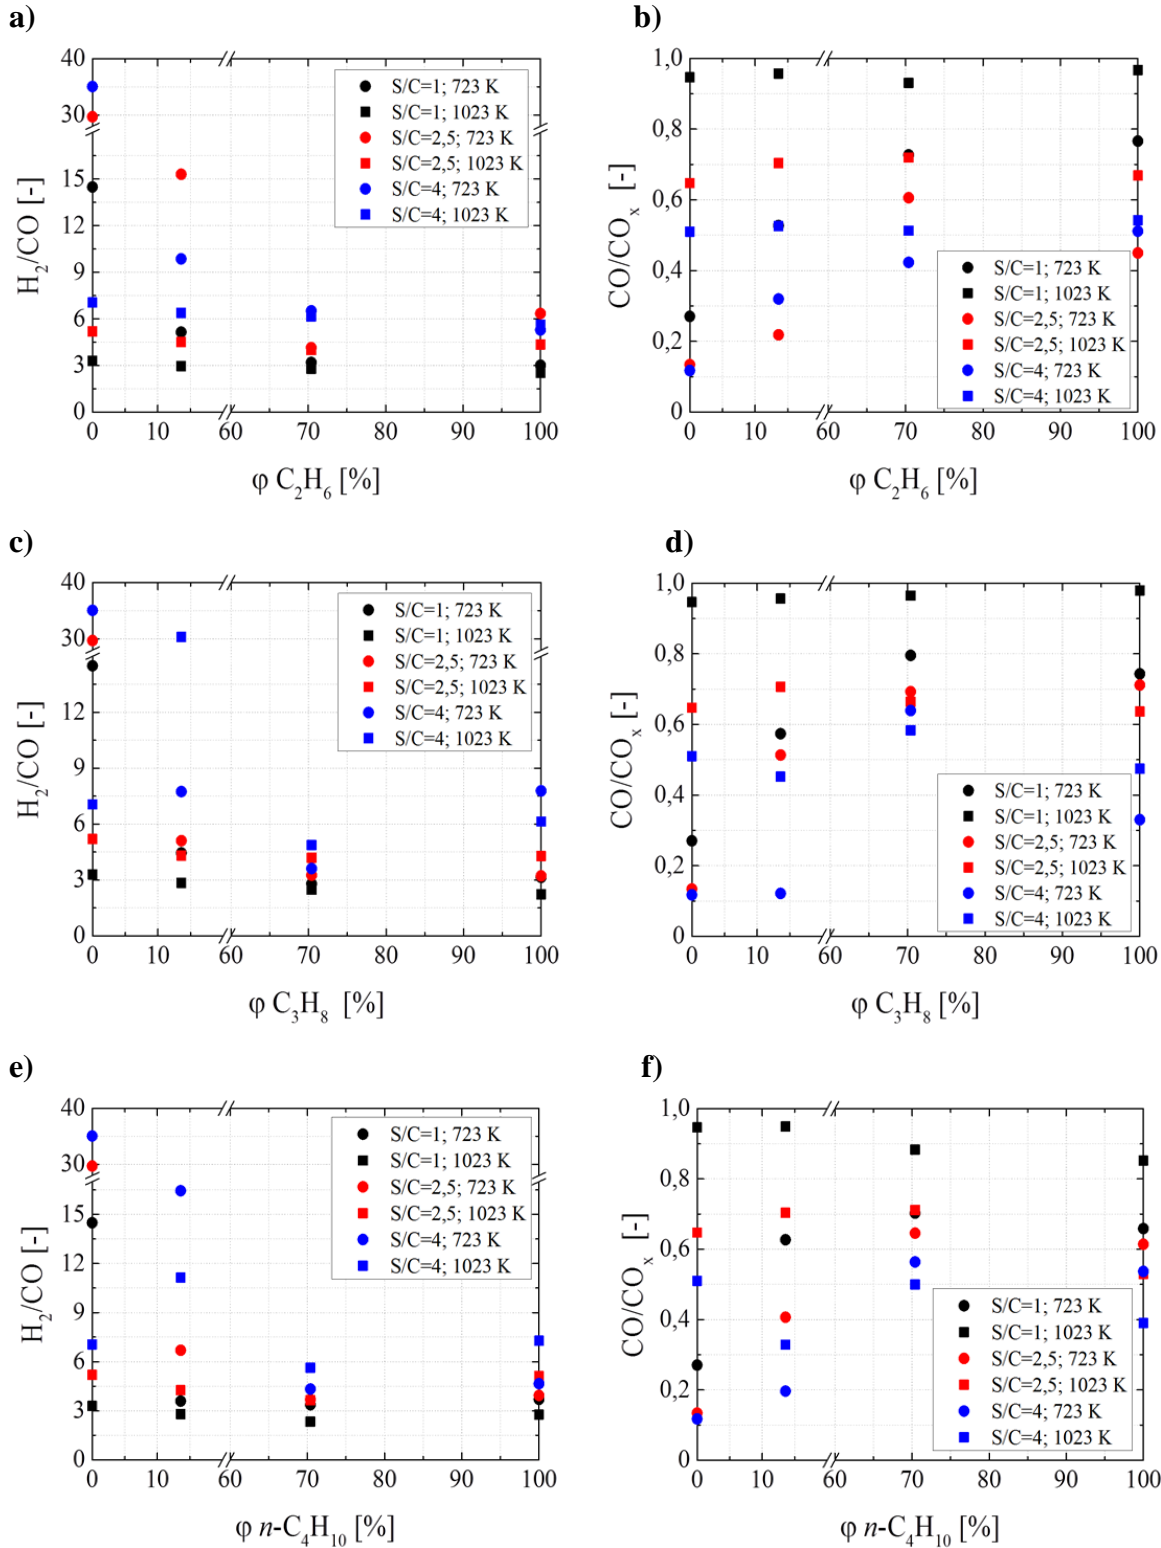 a)
40
30
15
12
9
6
3
0
H₂/CO [-]
S/C=1; 723 K
S/C=1; 1023 K
S/C=2,5; 723 K
S/C=2,5; 1023 K
S/C=4; 723 K
S/C=4; 1023 K
0 10 60 70 80 90 100
φ C₂H₆ [%]
b)
1,0
0,8
0,6
0,4
0,2
0
CO/COₓ [-]
S/C=1; 723 K
S/C=1; 1023 K
S/C=2,5; 723 K
S/C=2,5; 1023 K
S/C=4; 723 K
S/C=4; 1023 K
0 10 60 70 80 90 100
φ C₂H₆ [%]
c)
40
30
12
9
6
3
0
H₂/CO [-]
S/C=1; 723 K
S/C=1; 1023 K
S/C=2,5; 723 K
S/C=2,5; 1023 K
S/C=4; 723 K
S/C=4; 1023 K
0 10 60 70 80 90 100
φ C₃H₈ [%]
d)
1,0
0,8
0,6
0,4
0,2
0
CO/COₓ [-]
S/C=1; 723 K
S/C=1; 1023 K
S/C=2,5; 723 K
S/C=2,5; 1023 K
S/C=4; 723 K
S/C=4; 1023 K
0 10 60 70 80 90 100
φ C₃H₈ [%]
e)
40
30
15
12
9
6
3
0
H₂/CO [-]
S/C=1; 723 K
S/C=1; 1023 K
S/C=2,5; 723 K
S/C=2,5; 1023 K
S/C=4; 723 K
S/C=4; 1023 K
0 10 60 70 80 90 100
φ n-C₄H₁₀ [%]
f)
1,0
0,8
0,6
0,4
0,2
0
CO/COₓ [-]
S/C=1; 723 K
S/C=1; 1023 K
S/C=2,5; 723 K
S/C=2,5; 1023 K
S/C=4; 723 K
S/C=4; 1023 K
0 10 60 70 80 90 100
φ n-C₄H₁₀ [%]